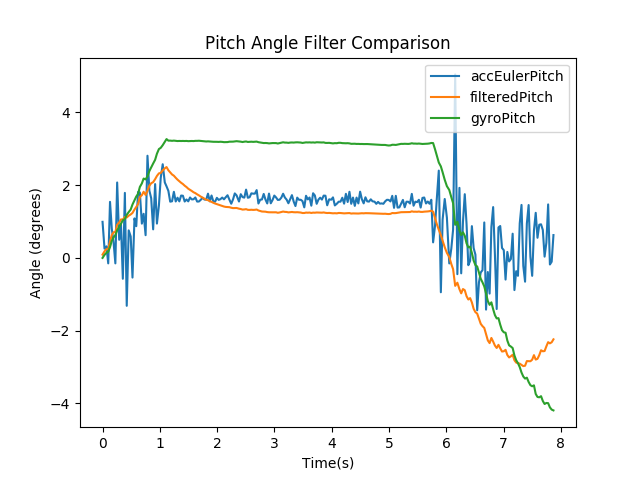 Pitch Angle Filter Comparison
accEulerPitch
filteredPitch
gyroPitch
Angle (degrees)
4
2
0
−2
−4
0 1 2 3 4 5 6 7 8
Time(s)